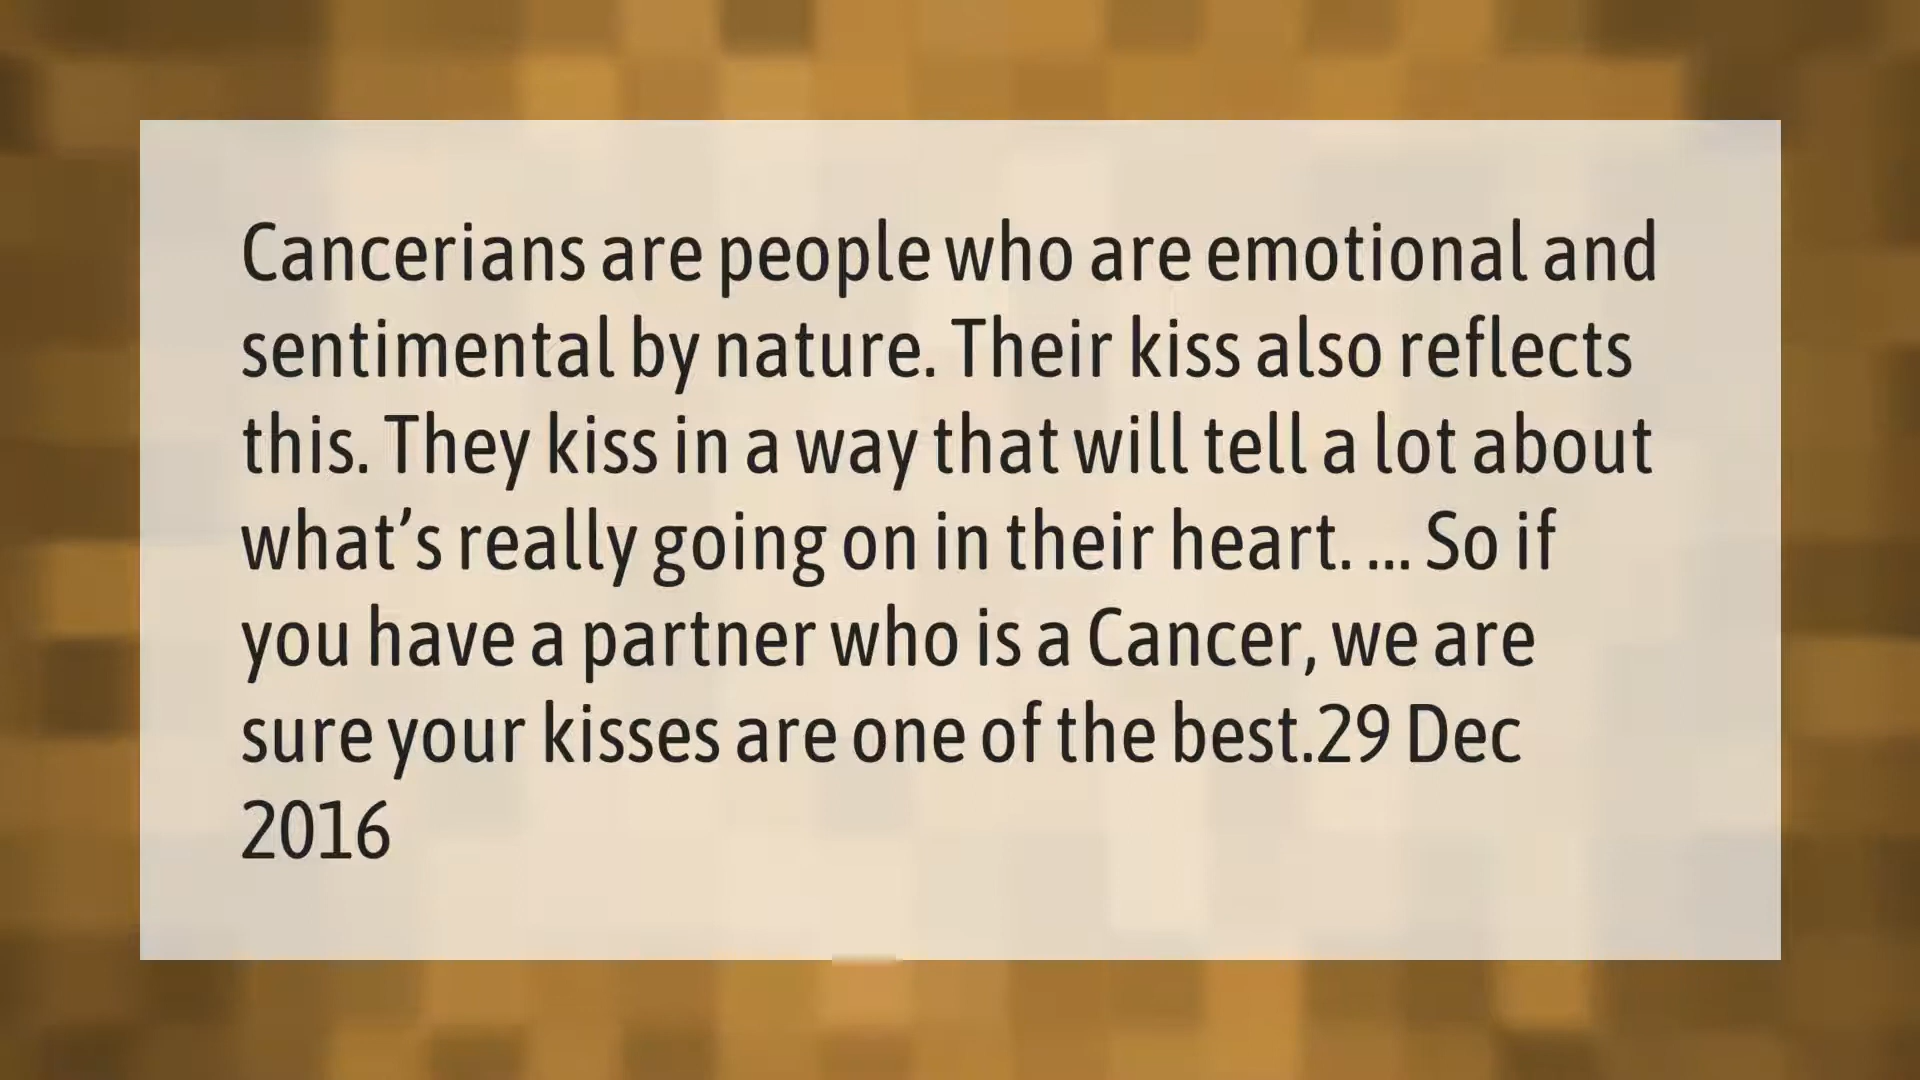 Cancerians are people who are emotional and
sentimental by nature. Their kiss also reflects
this. They kiss in a way that will tell a lot about
what’s really going on in their heart. ... So if
you have a partner who is a Cancer, we are
sure your kisses are one of the best.29 Dec
2016